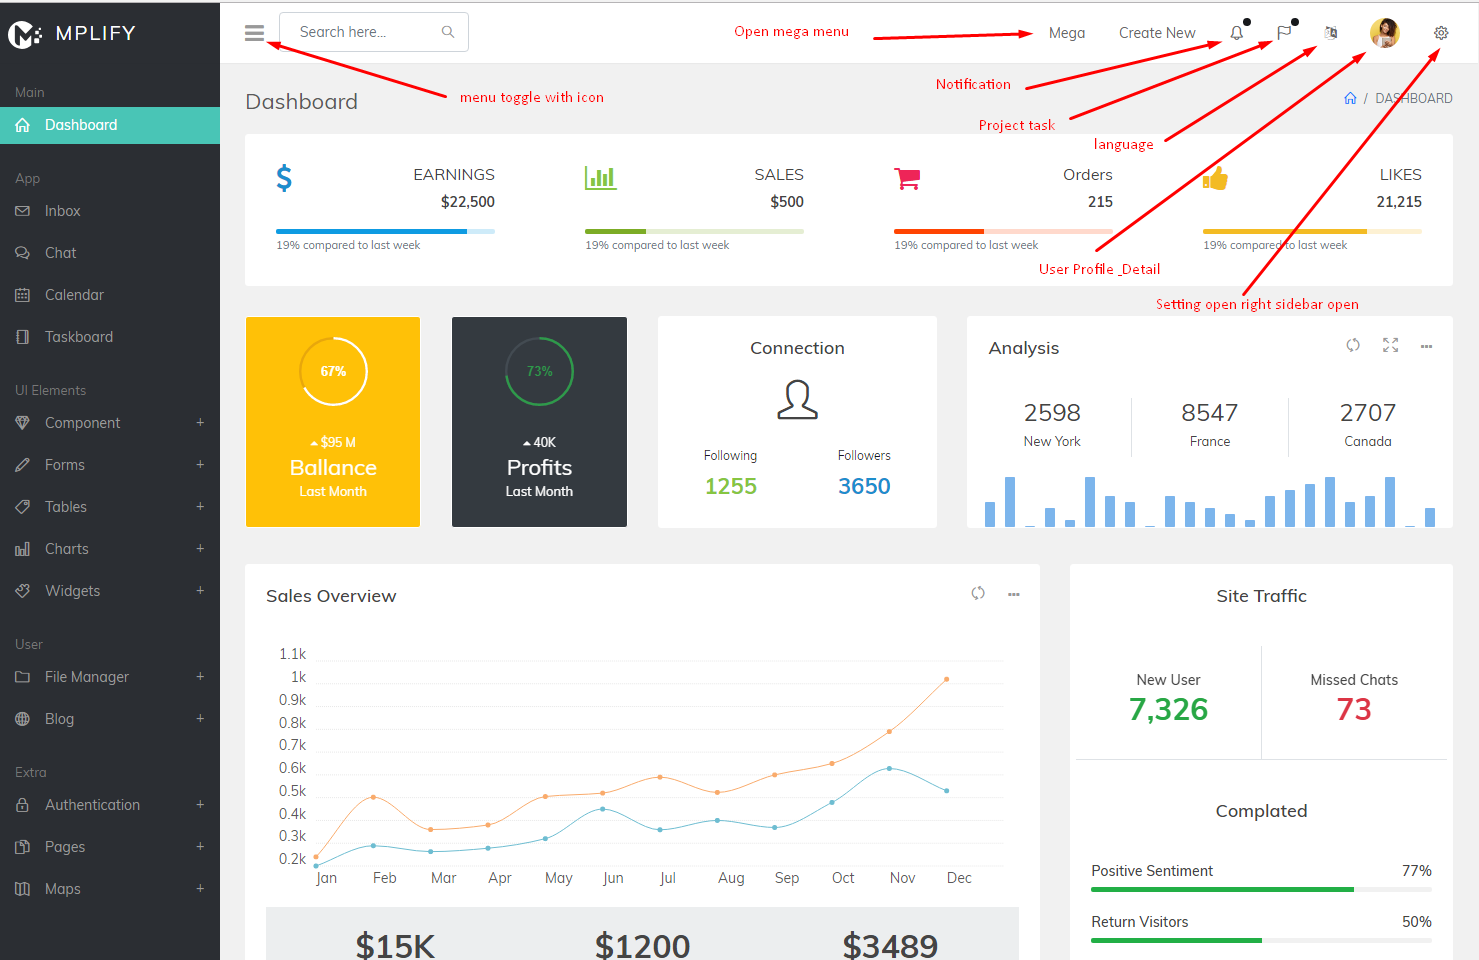 MPLIFY
Search here...
Open mega menu
Mega
Create New
menu toggle with icon
Notification
Project task
language
User Profile _Detail
Setting open right sidebar open
Main
Dashboard
App
Inbox
Chat
Calendar
Taskboard
UI Elements
Component +
Forms +
Tables +
Charts +
Widgets +
User
File Manager +
Blog +
Extra
Authentication +
Pages +
Maps +
Dashboard
/ DASHBOARD
EARNINGS
$22,500
19% compared to last week
SALES
$500
19% compared to last week
Orders
215
19% compared to last week
LIKES
21,215
19% compared to last week
67%
$95 M
Ballance
Last Month
73%
40K
Profits
Last Month
Connection
Following
1255
Followers
3650
Analysis
2598
New York
8547
France
2707
Canada
Sales Overview
1.1k
1k
0.9k
0.8k
0.7k
0.6k
0.5k
0.4k
0.3k
0.2k
Jan Feb Mar Apr May Jun Jul Aug Sep Oct Nov Dec
$15K $1200 $3489
Site Traffic
New User
7,326
Missed Chats
73
Complated
Positive Sentiment 77%
Return Visitors 50%